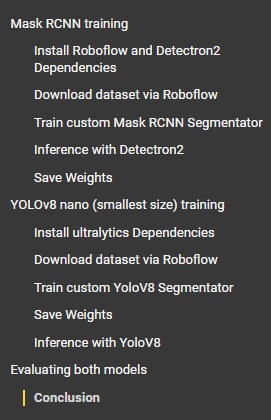 Mask RCNN training
Install Roboflow and Detectron2
Dependencies
Download dataset via Roboflow
Train custom Mask RCNN Segmentator
Inference with Detectron2
Save Weights
YOLOv8 nano (smallest size) training
Install ultralytics Dependencies
Download dataset via Roboflow
Train custom YoloV8 Segmentator
Save Weights
Inference with YoloV8
Evaluating both models
Conclusion